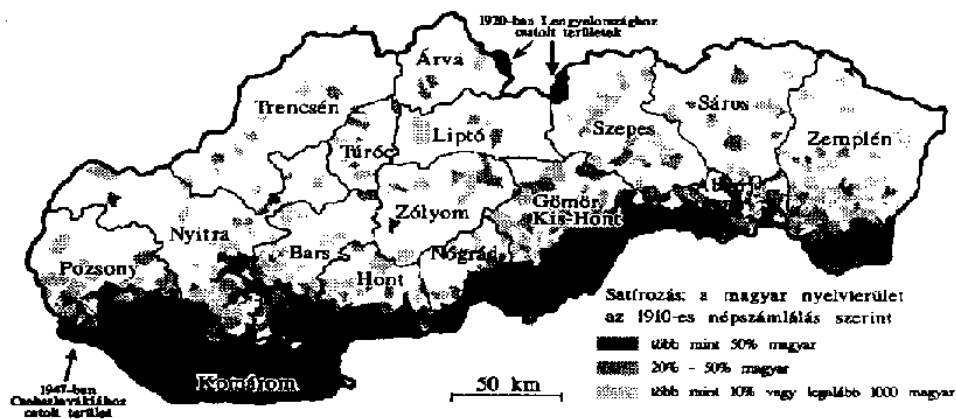 1920-ban Lengyelországhoz
csatolt területek
Árva
Trencsén
Sáros
Szepes
Liptó
Zemplén
Túróc
Gömör
Kis-Hont
Zólyom
Nyitra
Bars
Nógrád
Pozsony
Hont
Satírozás: a magyar nyelvterület
az 1910-es népszámlálás szerint
több mint 50% magyar
20% - 50% magyar
több mint 10% vagy legalább 1000 magyar
Komárom
50 km
1947-ban
Csehszlovákiához
csatolt terület